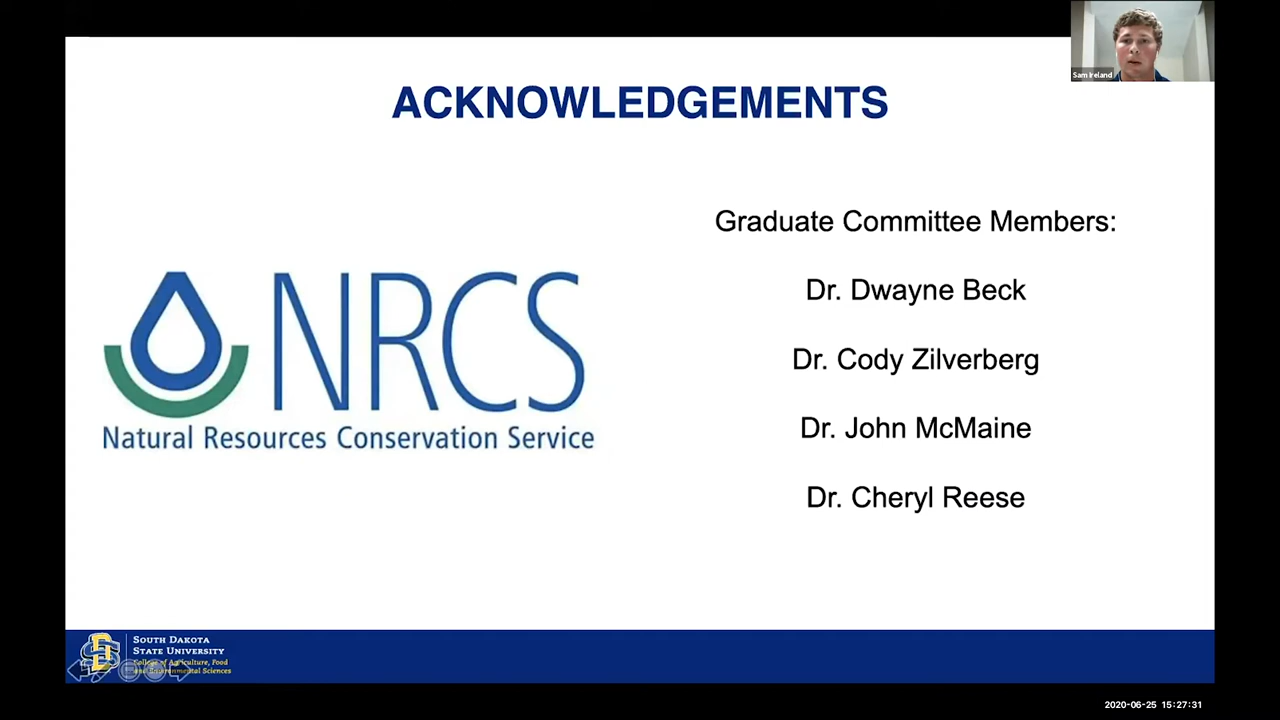 Sam Ireland
ACKNOWLEDGEMENTS
NRCS
Natural Resources Conservation Service
Graduate Committee Members:
Dr. Dwayne Beck
Dr. Cody Zilverberg
Dr. John McMaine
Dr. Cheryl Reese
SOUTH DAKOTA
STATE UNIVERSITY
College of Agriculture, Food
and Environmental Sciences
2020-06-25 15:27:31